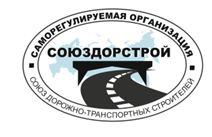 САМОРЕГУЛИРУЕМАЯ ОРГАНИЗАЦИЯ
СОЮЗДОРСТРОЙ
СОЮЗ ДОРОЖНО-ТРАНСПОРТНЫХ СТРОИТЕЛЕЙ